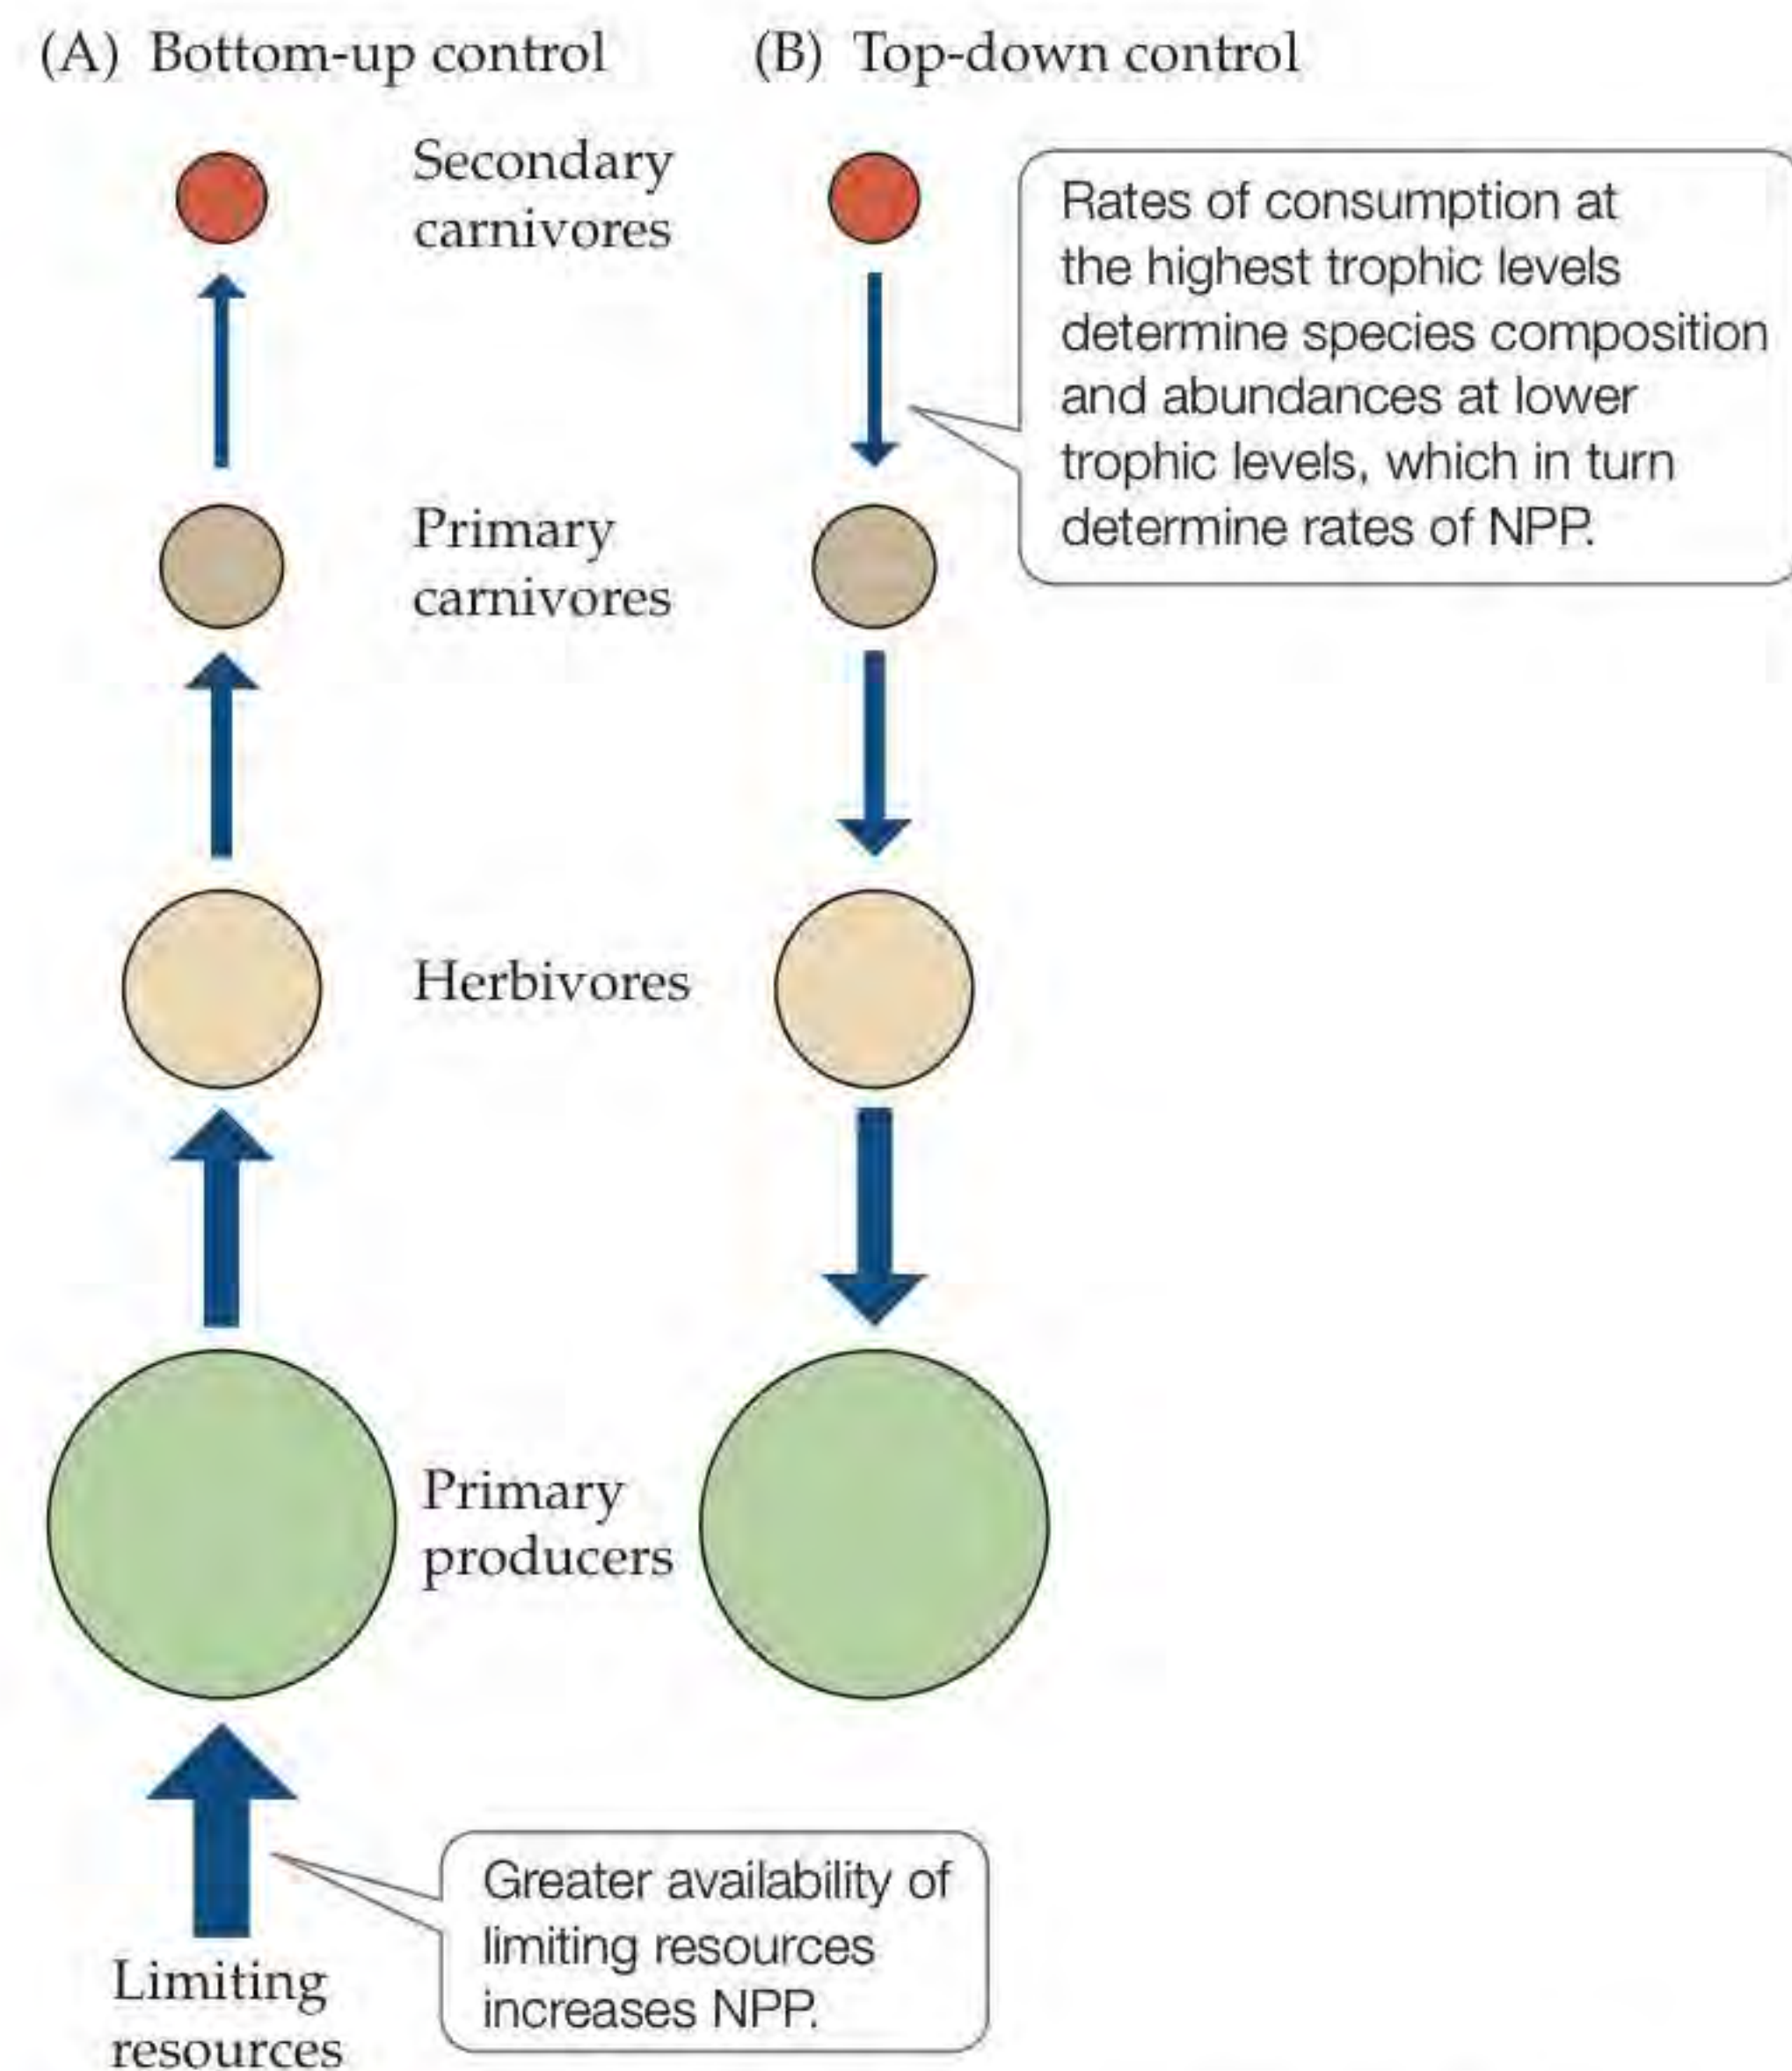 (A) Bottom-up control
(B) Top-down control
Secondary
carnivores
Rates of consumption at
the highest trophic levels
determine species composition
and abundances at lower
trophic levels, which in turn
determine rates of NPP.
Primary
carnivores
Herbivores
Primary
producers
Greater availability of
limiting resources
increases NPP.
Limiting
resources